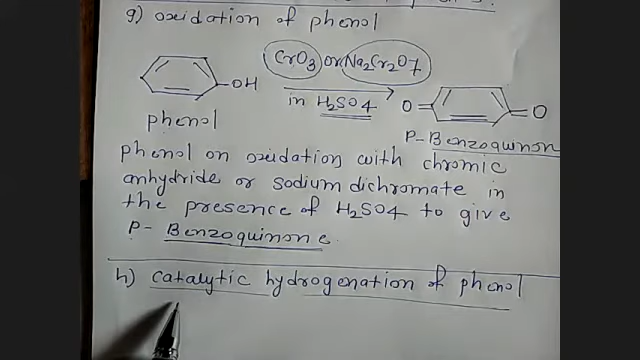 g) oxidation of phenol
CrO3 or Na2Cr2O7
OH
in H2SO4
O= =O
phenol
P-Benzoquinon
phenol on oxidation with chromic
anhydride or sodium dichromate in
the presence of H2SO4 to give
P-Benzoquinone.
h) catalytic hydrogenation of phenol